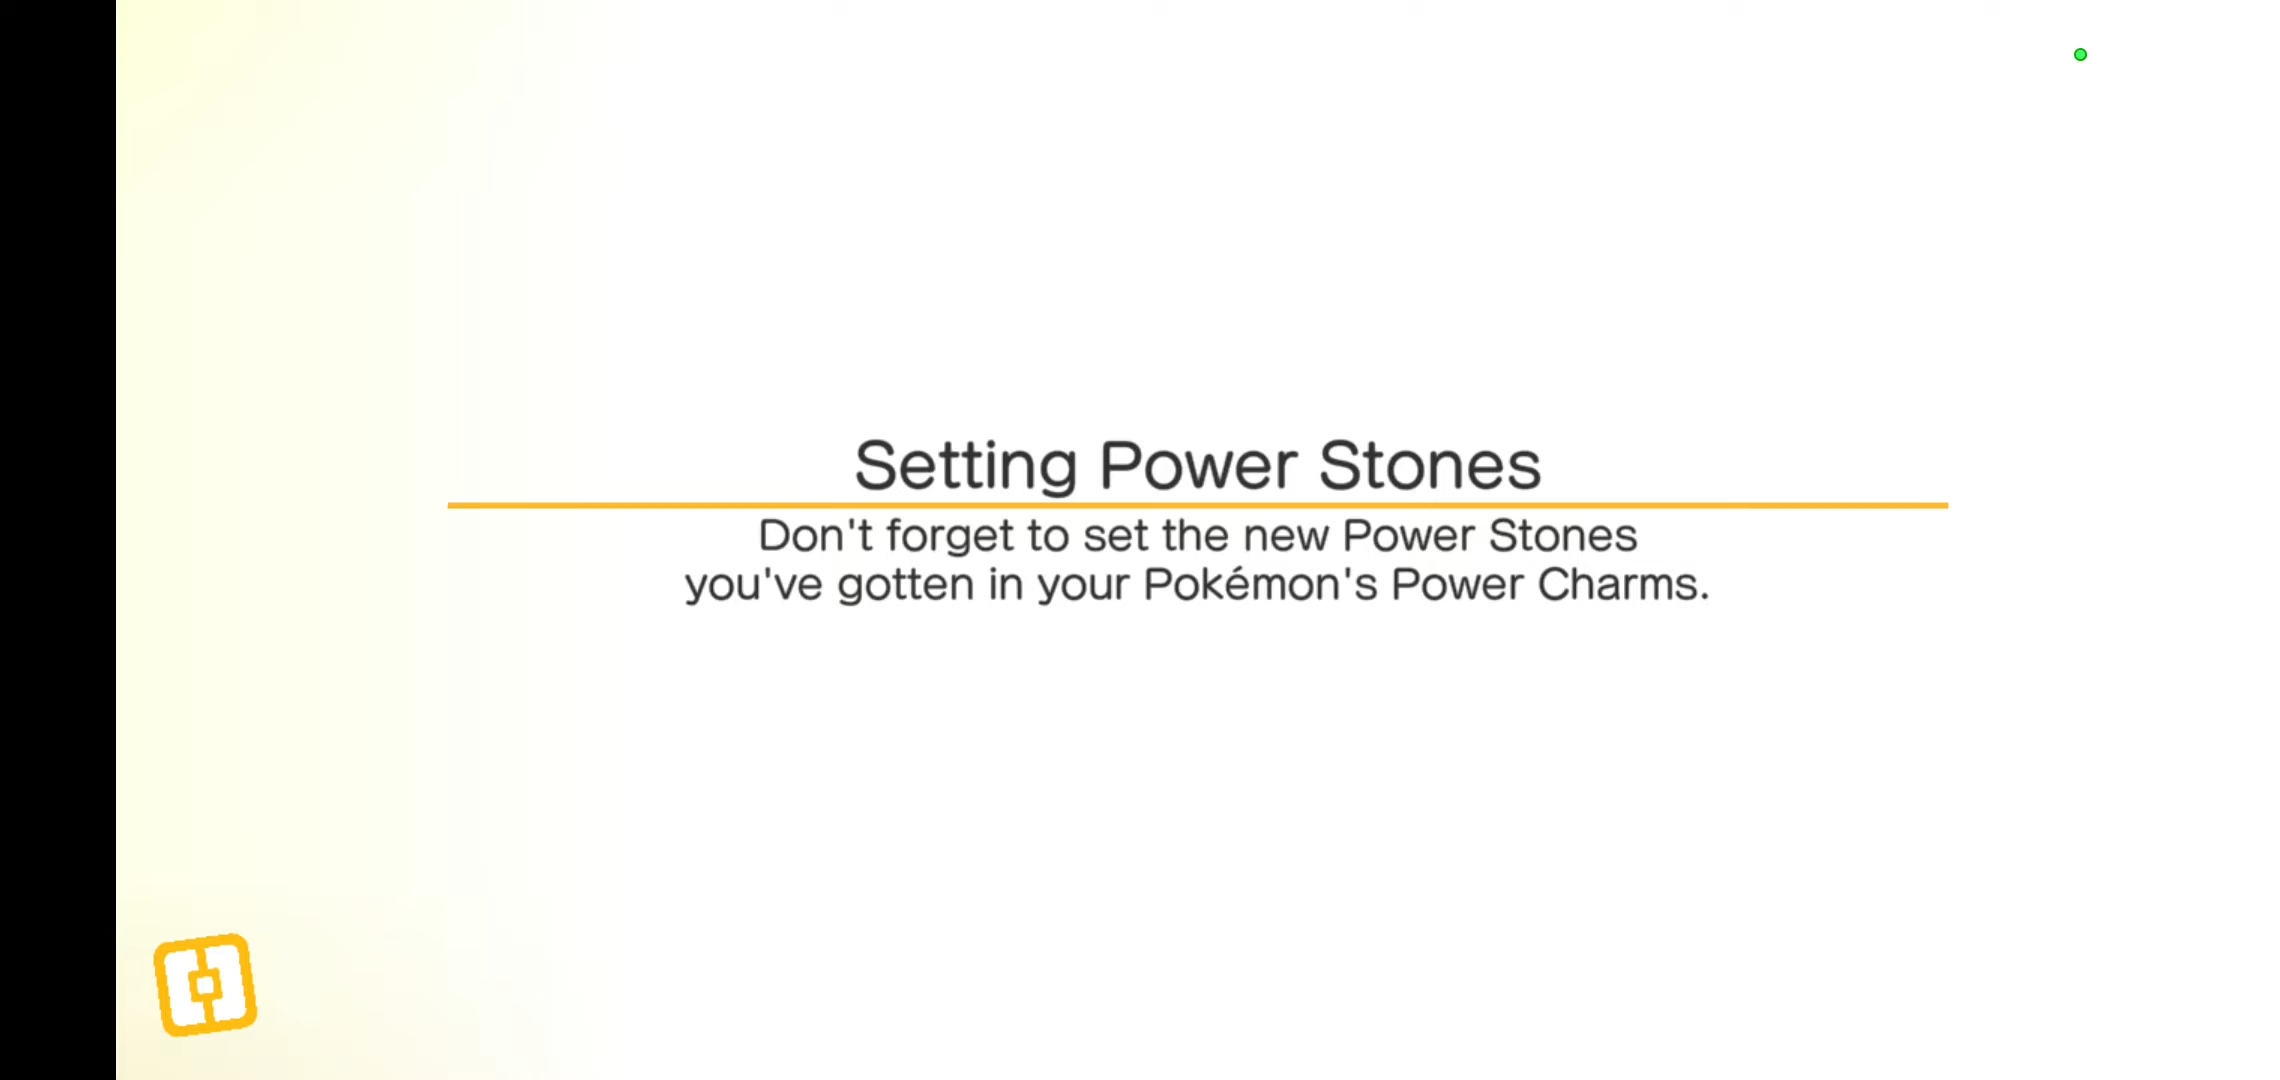 Setting Power Stones
Don't forget to set the new Power Stones
you've gotten in your Pokémon's Power Charms.